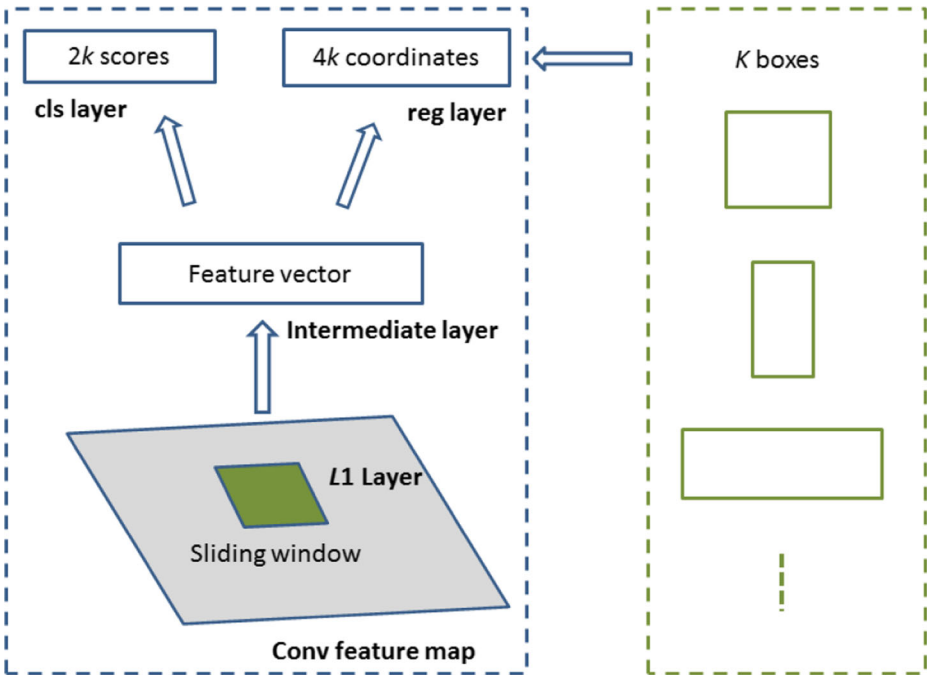 2k scores
4k coordinates
K boxes
cls layer
reg layer
Feature vector
Intermediate layer
L1 Layer
Sliding window
Conv feature map